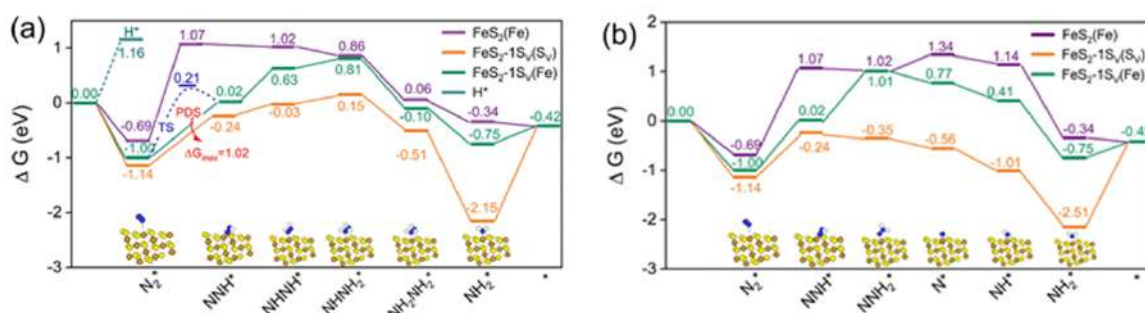 (a)
H*
1.16
0.00
-0.69
-1.00
-1.14
TS
0.21
PDS
ΔGmax=1.02
1.07
0.02
-0.24
1.02
0.63
-0.03
0.86
0.81
0.15
0.06
-0.10
-0.51
-0.34
-0.75
-2.15
-0.42
FeS2(Fe)
FeS2-1SV(SV)
FeS2-1SV(Fe)
H*
1
0
-1
-2
-3
Δ G (eV)
N2*
NNH*
NHNH*
NHNH2*
NH2NH2*
NH2*
*
(b)
FeS2(Fe)
FeS2-1SV(SV)
FeS2-1SV(Fe)
2
1
0
-1
-2
-3
Δ G (eV)
0.00
-0.69
-1.00
-1.14
1.07
0.02
-0.24
1.02
1.01
-0.35
1.34
0.77
-0.56
1.14
0.41
-1.01
-0.34
-0.75
-2.51
N2*
NNH*
NNH2*
N*
NH*
NH2*
*